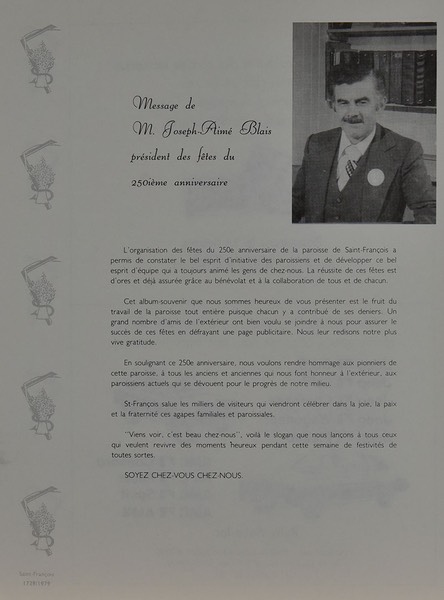 Message de
M. Joseph-Aimé Blais
président des fêtes du
250ième anniversaire
L'organisation des fêtes du 250e anniversaire de la paroisse de Saint-François a
permis de constater le bel esprit d'initiative des paroissiens et de développer ce bel
esprit d'équipe qui a toujours animé les gens de chez-nous. La réussite de ces fêtes est
d'ores et déjà assurée grâce au bénévolat et à la collaboration de tous et de chacun.
Cet album-souvenir que nous sommes heureux de vous présenter est le fruit du
travail de la paroisse tout entière puisque chacun y a contribué de ses deniers. Un
grand nombre d'amis de l'extérieur ont bien voulu se joindre à nous pour assurer le
succès de ces fêtes en défrayant une page publicitaire. Nous leur redisons notre plus
vive gratitude.
En soulignant ce 250e anniversaire, nous voulons rendre hommage aux pionniers de
cette paroisse, à tous les anciens et anciennes qui nous font honneur à l'extérieur, aux
paroissiens actuels qui se dévouent pour le progrès de notre milieu.
St-François salue les milliers de visiteurs qui viendront célébrer dans la joie, la paix
et la fraternité ces agapes familiales et paroissiales.
"Viens voir, c'est beau chez-nous", voilà le slogan que nous lançons à tous ceux
qui veulent revivre des moments heureux pendant cette semaine de festivités de
toutes sortes.
SOYEZ CHEZ-VOUS CHEZ-NOUS.
Saint-François